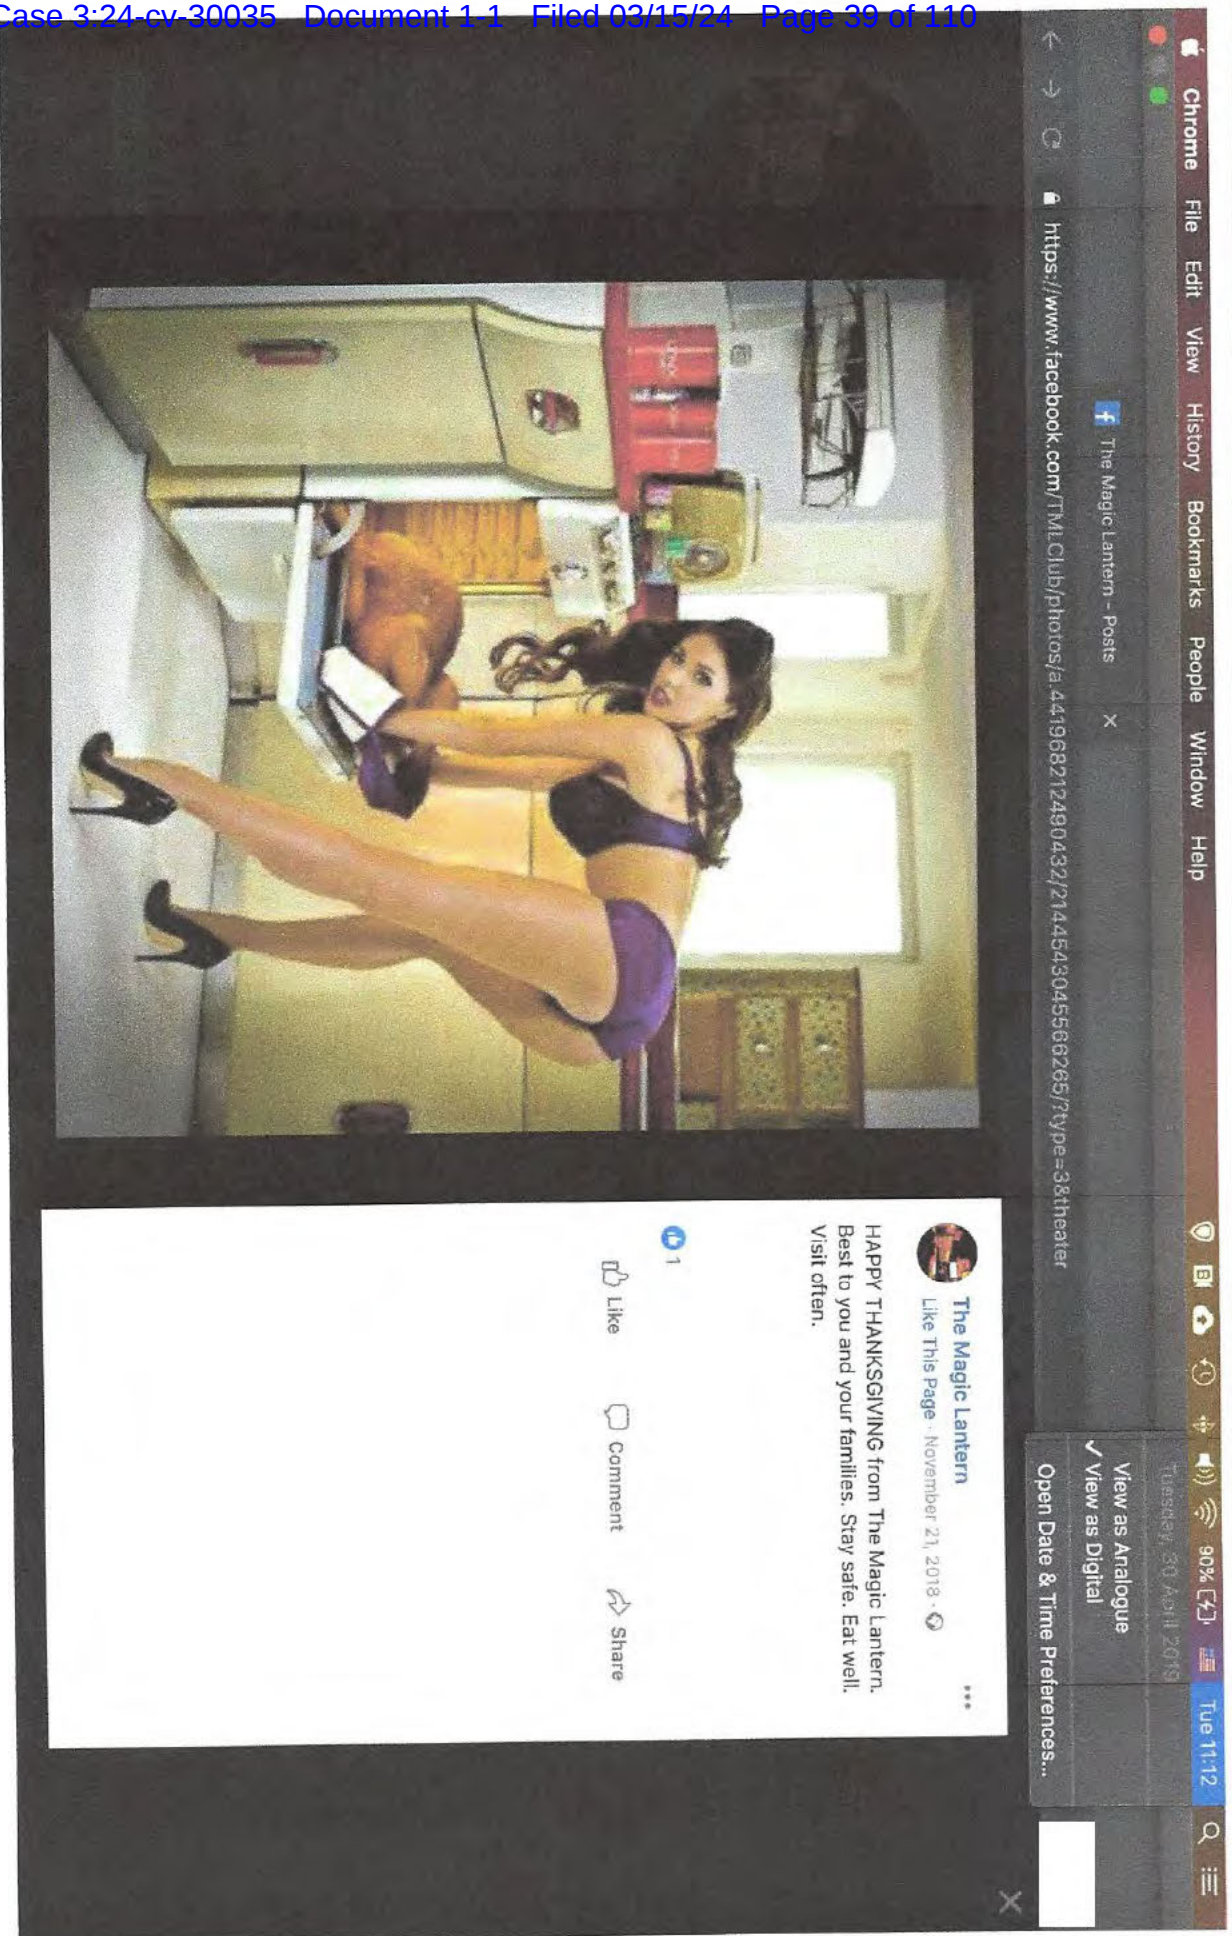 Case 3:24-cv-30035 Document 1-1 Filed 03/15/24 Page 39 of 110
Chrome File Edit View History Bookmarks People Window Help
90%
Tue 11:12
Tuesday, 30 April 2019
View as Analogue
✓ View as Digital
Open Date & Time Preferences...
The Magic Lantern - Posts
https://www.facebook.com/TMLClub/photos/a.441968212490432/2144543045566265/?type=3&theater
The Magic Lantern
Like This Page · November 21, 2018 ·
HAPPY THANKSGIVING from The Magic Lantern.
Best to you and your families. Stay safe. Eat well.
Visit often.
1
Like Comment Share